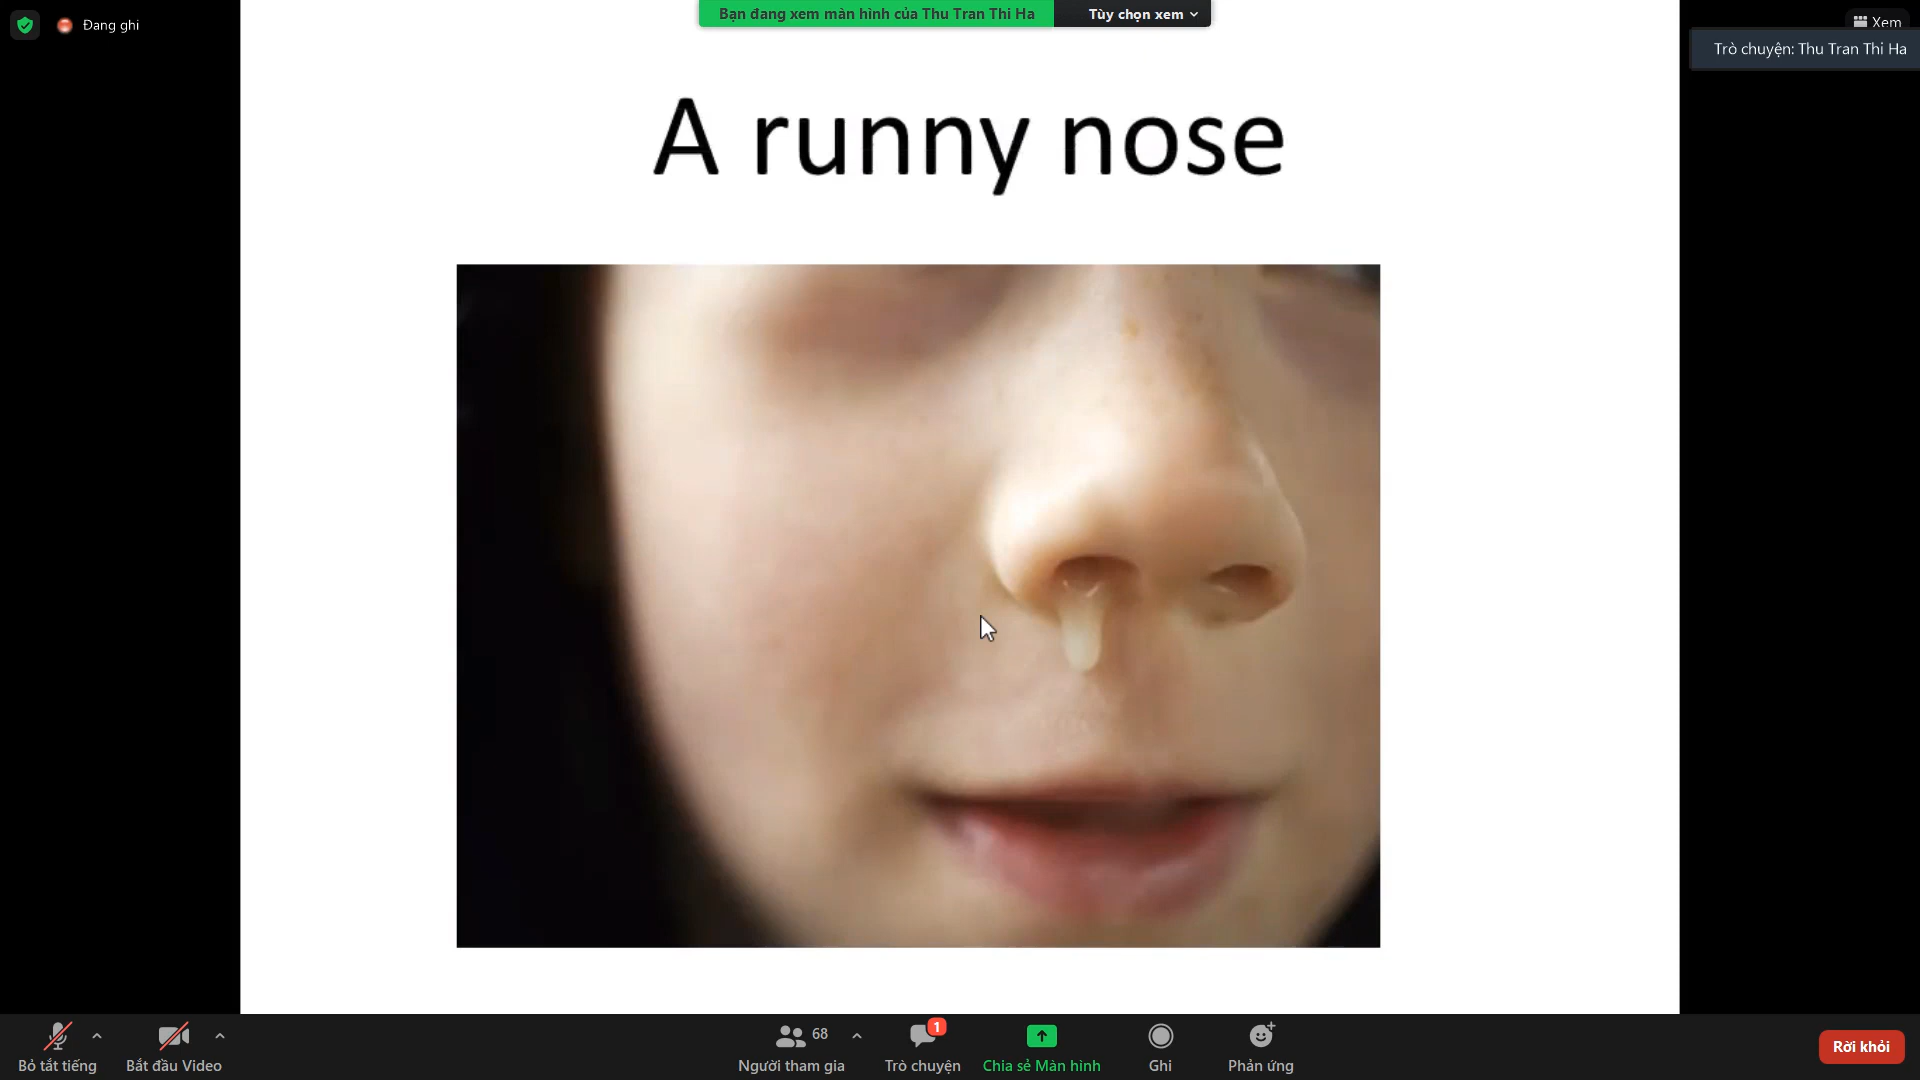 Đang ghi
Bạn đang xem màn hình của Thu Tran Thi Ha
Tùy chọn xem
Xem
Trò chuyện: Thu Tran Thi Ha
A runny nose
Bỏ tắt tiếng
Bắt đầu Video
68
Người tham gia
1
Trò chuyện
Chia sẻ Màn hình
Ghi
Phản ứng
Rời khỏi